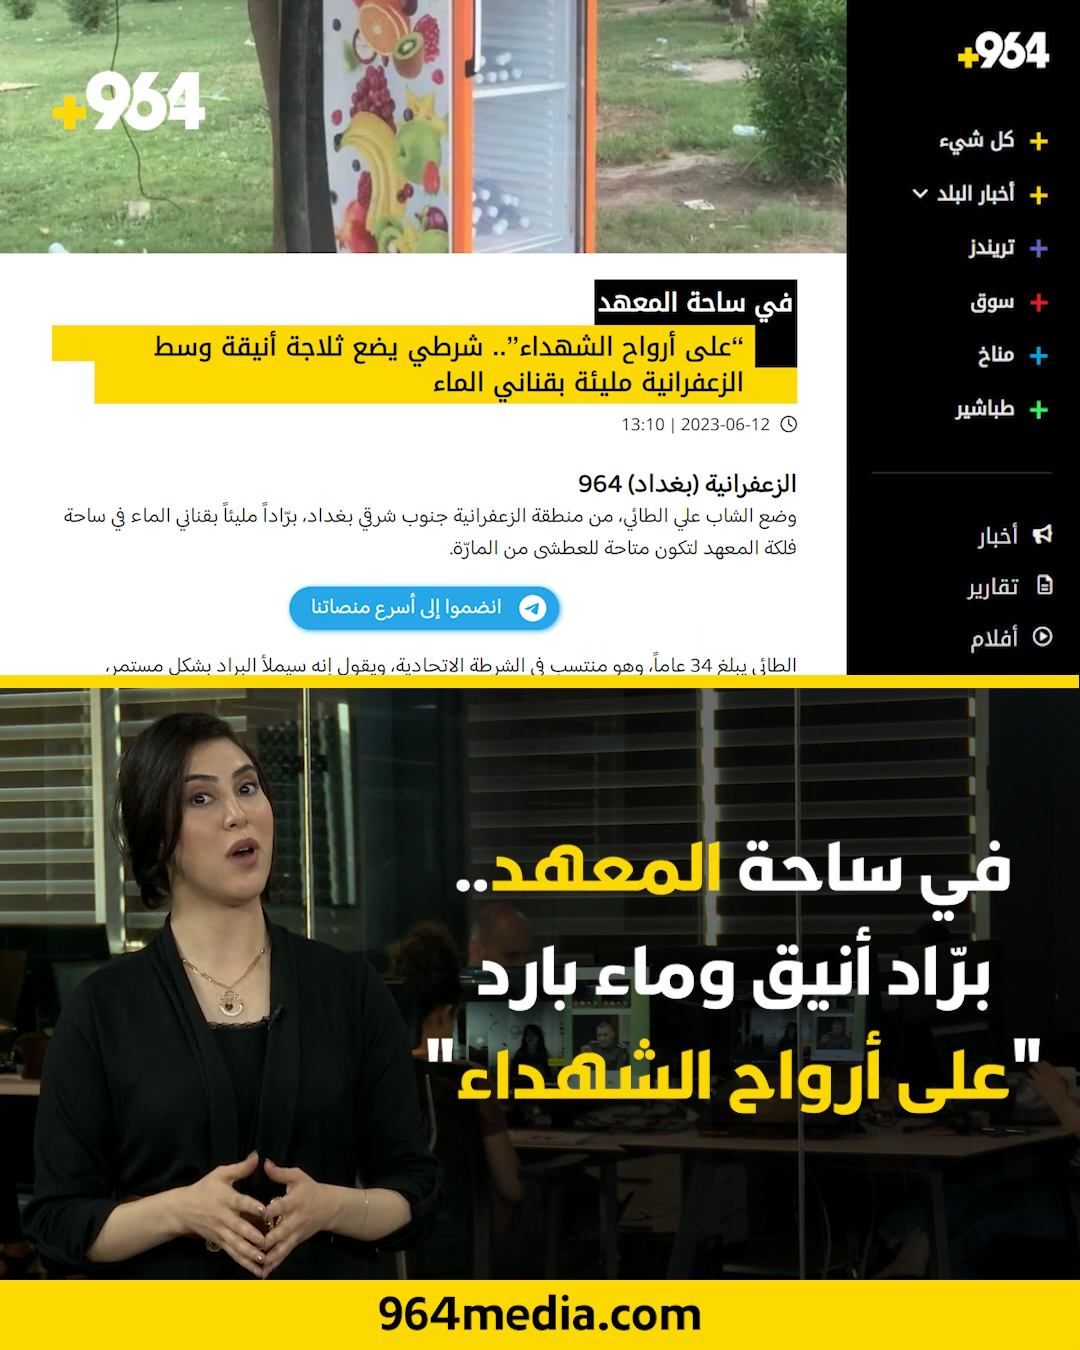 +964
+964
كل شيء
أخبار البلد
تريندز
سوق
مناخ
طباشير
أخبار
تقارير
أفلام
في ساحة المعهد
“على أرواح الشهداء”.. شرطي يضع ثلاجة أنيقة وسط
الزعفرانية مليئة بقناني الماء
2023-06-12 | 13:10
الزعفرانية (بغداد) 964
وضع الشاب علي الطائي، من منطقة الزعفرانية جنوب شرقي بغداد، برّاداً مليئاً بقناني الماء في ساحة
فلكة المعهد لتكون متاحة للعطشى من المارّة.
انضموا إلى أسرع منصاتنا
الطائي يبلغ 34 عاماً، وهو منتسب في الشرطة الاتحادية، ويقول إنه سيملأ البراد بشكل مستمر،
في ساحة المعهد..
برّاد أنيق وماء بارد
"على أرواح الشهداء"
964media.com